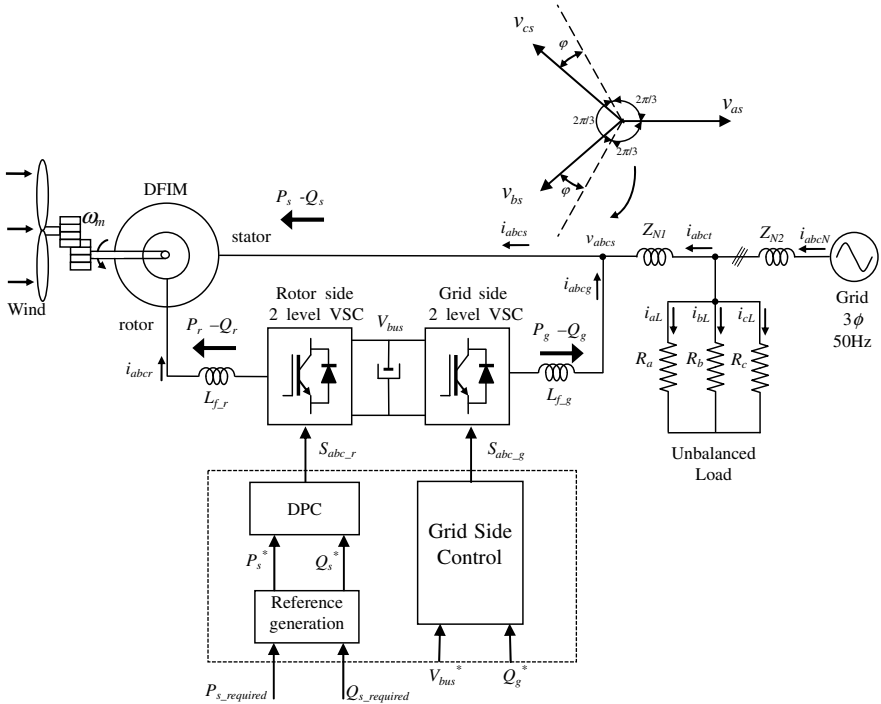 v_cs
φ
2π/3
2π/3
2π/3
v_as
v_bs
φ
DFIM
ω_m
P_s -Q_s
stator
i_abcs
v_abcs
Z_N1
i_abct
Z_N2
i_abcN
Wind
rotor
Rotor side
2 level VSC
V_bus
Grid side
2 level VSC
i_abcg
Grid
3ϕ
50Hz
P_r –Q_r
P_g –Q_g
i_aL
i_bL
i_cL
i_abcr
L_f_r
L_f_g
R_a
R_b
R_c
S_abc_r
S_abc_g
Unbalanced
Load
DPC
Grid Side
Control
P_s*
Q_s*
Reference
generation
P_s_required
Q_s_required
V_bus*
Q_g*